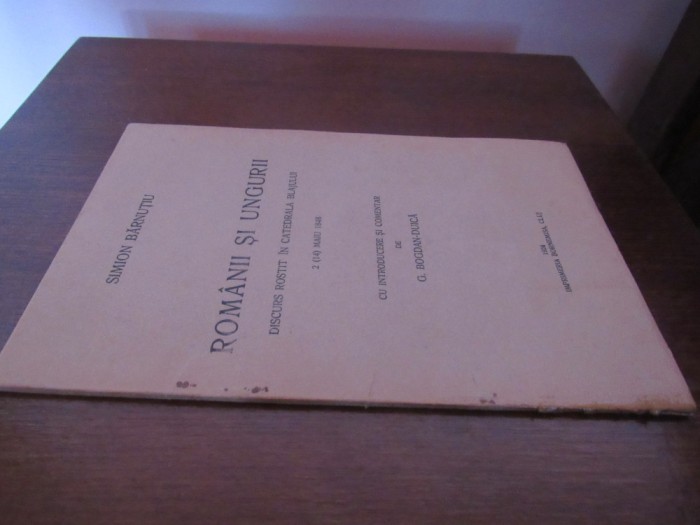 SIMION BĂRNUȚIU
ROMÂNII ȘI UNGURII
DISCURS ROSTIT ÎN CATEDRALA BLAJULUI
2 (14) MAIU 1848
CU INTRODUCERE ȘI COMENTAR
DE
G. BOGDAN-DUICĂ
CLUJ